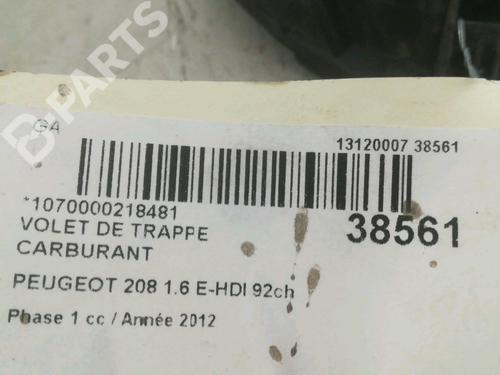 B-PARTS
GA
13120007 38561
*1070000218481
38561
VOLET DE TRAPPE
CARBURANT
PEUGEOT 208 1.6 E-HDI 92ch
Phase 1 cc / Année 2012